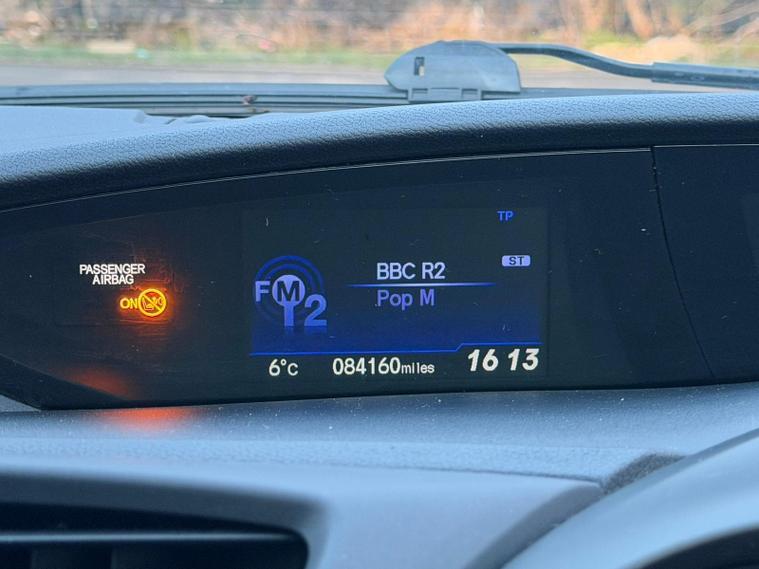 PASSENGER
AIRBAG
ON
TP
ST
BBC R2
Pop M
FM
2
6°C 084160miles 16 13